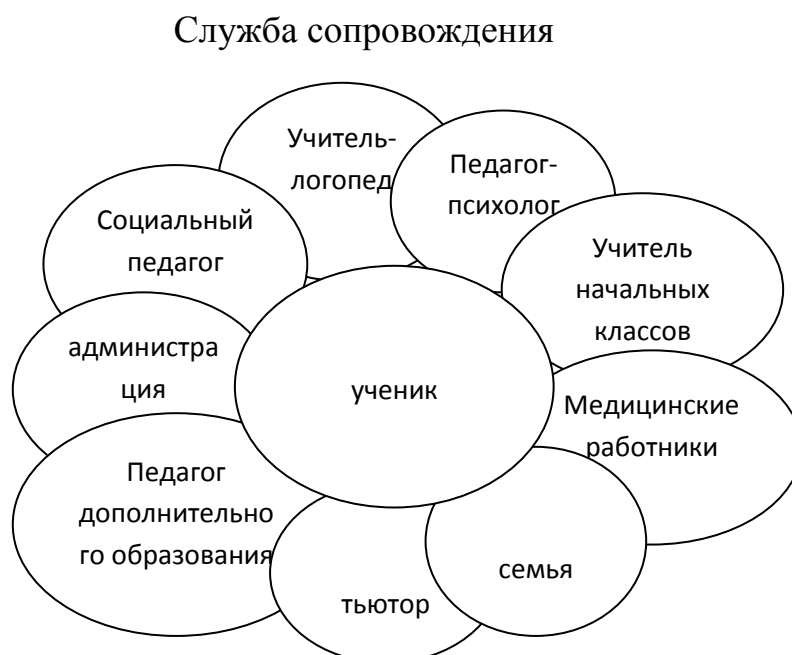 Служба сопровождения
Учитель-
логопед
Педагог-
психолог
Социальный
педагог
Учитель
начальных
классов
администра
ция
ученик
Медицинские
работники
Педагог
дополнительно
го образования
семья
тьютор